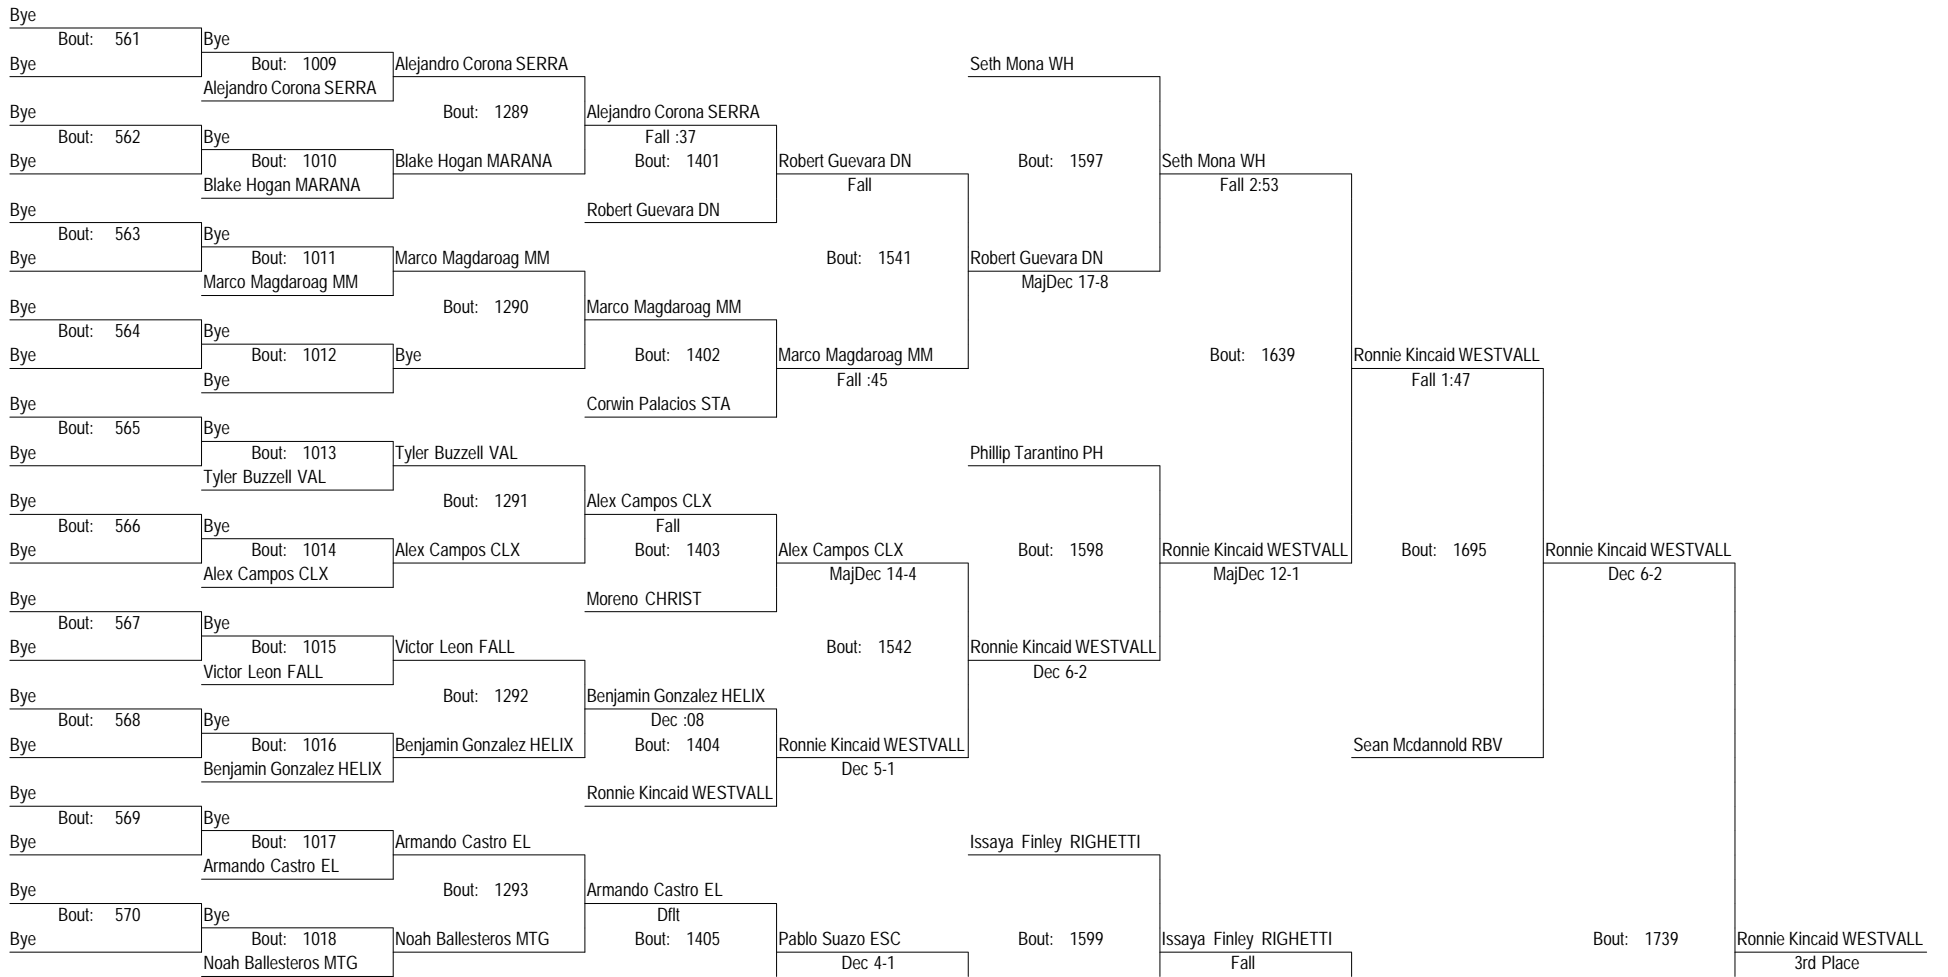 Bye
Bout: 561
Bye
Bye
Bout: 562
Bye
Bye
Bout: 563
Bye
Bye
Bout: 564
Bye
Bye
Bout: 565
Bye
Bye
Bout: 566
Bye
Bye
Bout: 567
Bye
Bye
Bout: 568
Bye
Bye
Bout: 569
Bye
Bye
Bout: 570
Bye
Bye
Bout: 1009
Alejandro Corona SERRA
Bye
Bout: 1010
Blake Hogan MARANA
Bye
Bout: 1011
Marco Magdaroag MM
Bye
Bout: 1012
Bye
Bye
Bout: 1013
Tyler Buzzell VAL
Bye
Bout: 1014
Alex Campos CLX
Bye
Bout: 1015
Victor Leon FALL
Bye
Bout: 1016
Benjamin Gonzalez HELIX
Bye
Bout: 1017
Armando Castro EL
Bye
Bout: 1018
Noah Ballesteros MTG
Alejandro Corona SERRA
Bout: 1289
Blake Hogan MARANA
Marco Magdaroag MM
Bout: 1290
Bye
Tyler Buzzell VAL
Bout: 1291
Alex Campos CLX
Victor Leon FALL
Bout: 1292
Benjamin Gonzalez HELIX
Armando Castro EL
Bout: 1293
Noah Ballesteros MTG
Alejandro Corona SERRA
Fall :37
Bout: 1401
Robert Guevara DN
Marco Magdaroag MM
Bout: 1402
Corwin Palacios STA
Alex Campos CLX
Fall
Bout: 1403
Moreno CHRIST
Benjamin Gonzalez HELIX
Dec :08
Bout: 1404
Ronnie Kincaid WESTVALL
Armando Castro EL
Dflt
Bout: 1405
Robert Guevara DN
Fall
Bout: 1541
Marco Magdaroag MM
Fall :45
Alex Campos CLX
MajDec 14-4
Bout: 1542
Ronnie Kincaid WESTVALL
Dec 5-1
Pablo Suazo ESC
Dec 4-1
Seth Mona WH
Bout: 1597
Robert Guevara DN
MajDec 17-8
Phillip Tarantino PH
Bout: 1598
Ronnie Kincaid WESTVALL
Dec 6-2
Issaya Finley RIGHETTI
Bout: 1599
Seth Mona WH
Fall 2:53
Bout: 1639
Ronnie Kincaid WESTVALL
MajDec 12-1
Issaya Finley RIGHETTI
Fall
Ronnie Kincaid WESTVALL
Fall 1:47
Bout: 1695
Sean Mcdannold RBV
Ronnie Kincaid WESTVALL
Dec 6-2
Bout: 1739
Ronnie Kincaid WESTVALL
3rd Place